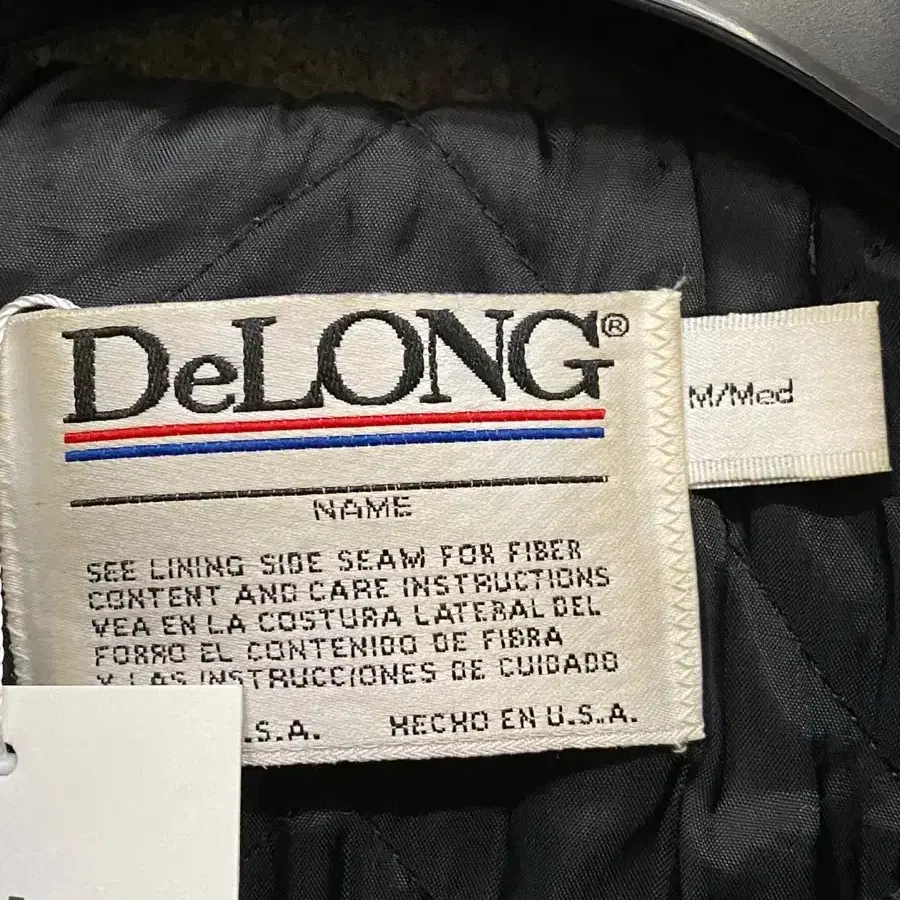 DeLONG®
M/Med
NAME
SEE LINING SIDE SEAM FOR FIBER
CONTENT AND CARE INSTRUCTIONS
VEA EN LA COSTURA LATERAL DEL
FORRO EL CONTENIDO DE FIBRA
Y LAS INSTRUCCIONES DE CUIDADO
.S.A. HECHO EN U.S.A.